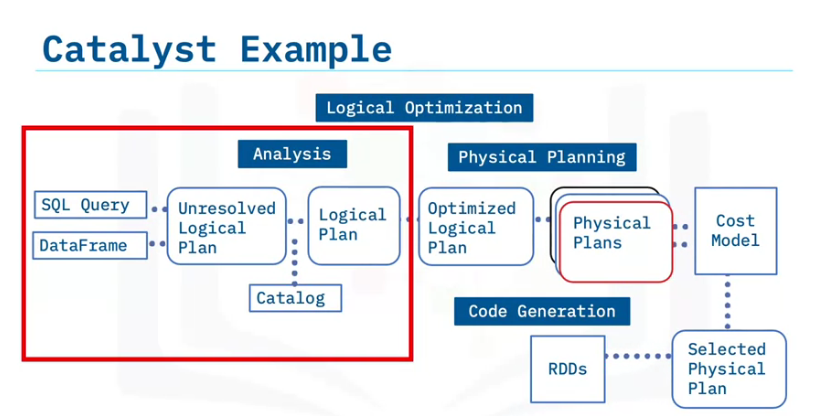 Catalyst Example
Logical Optimization
Analysis
Physical Planning
SQL Query
DataFrame
Unresolved
Logical
Plan
Logical
Plan
Catalog
Optimized
Logical
Plan
Physical
Plans
Cost
Model
Code Generation
RDDs
Selected
Physical
Plan